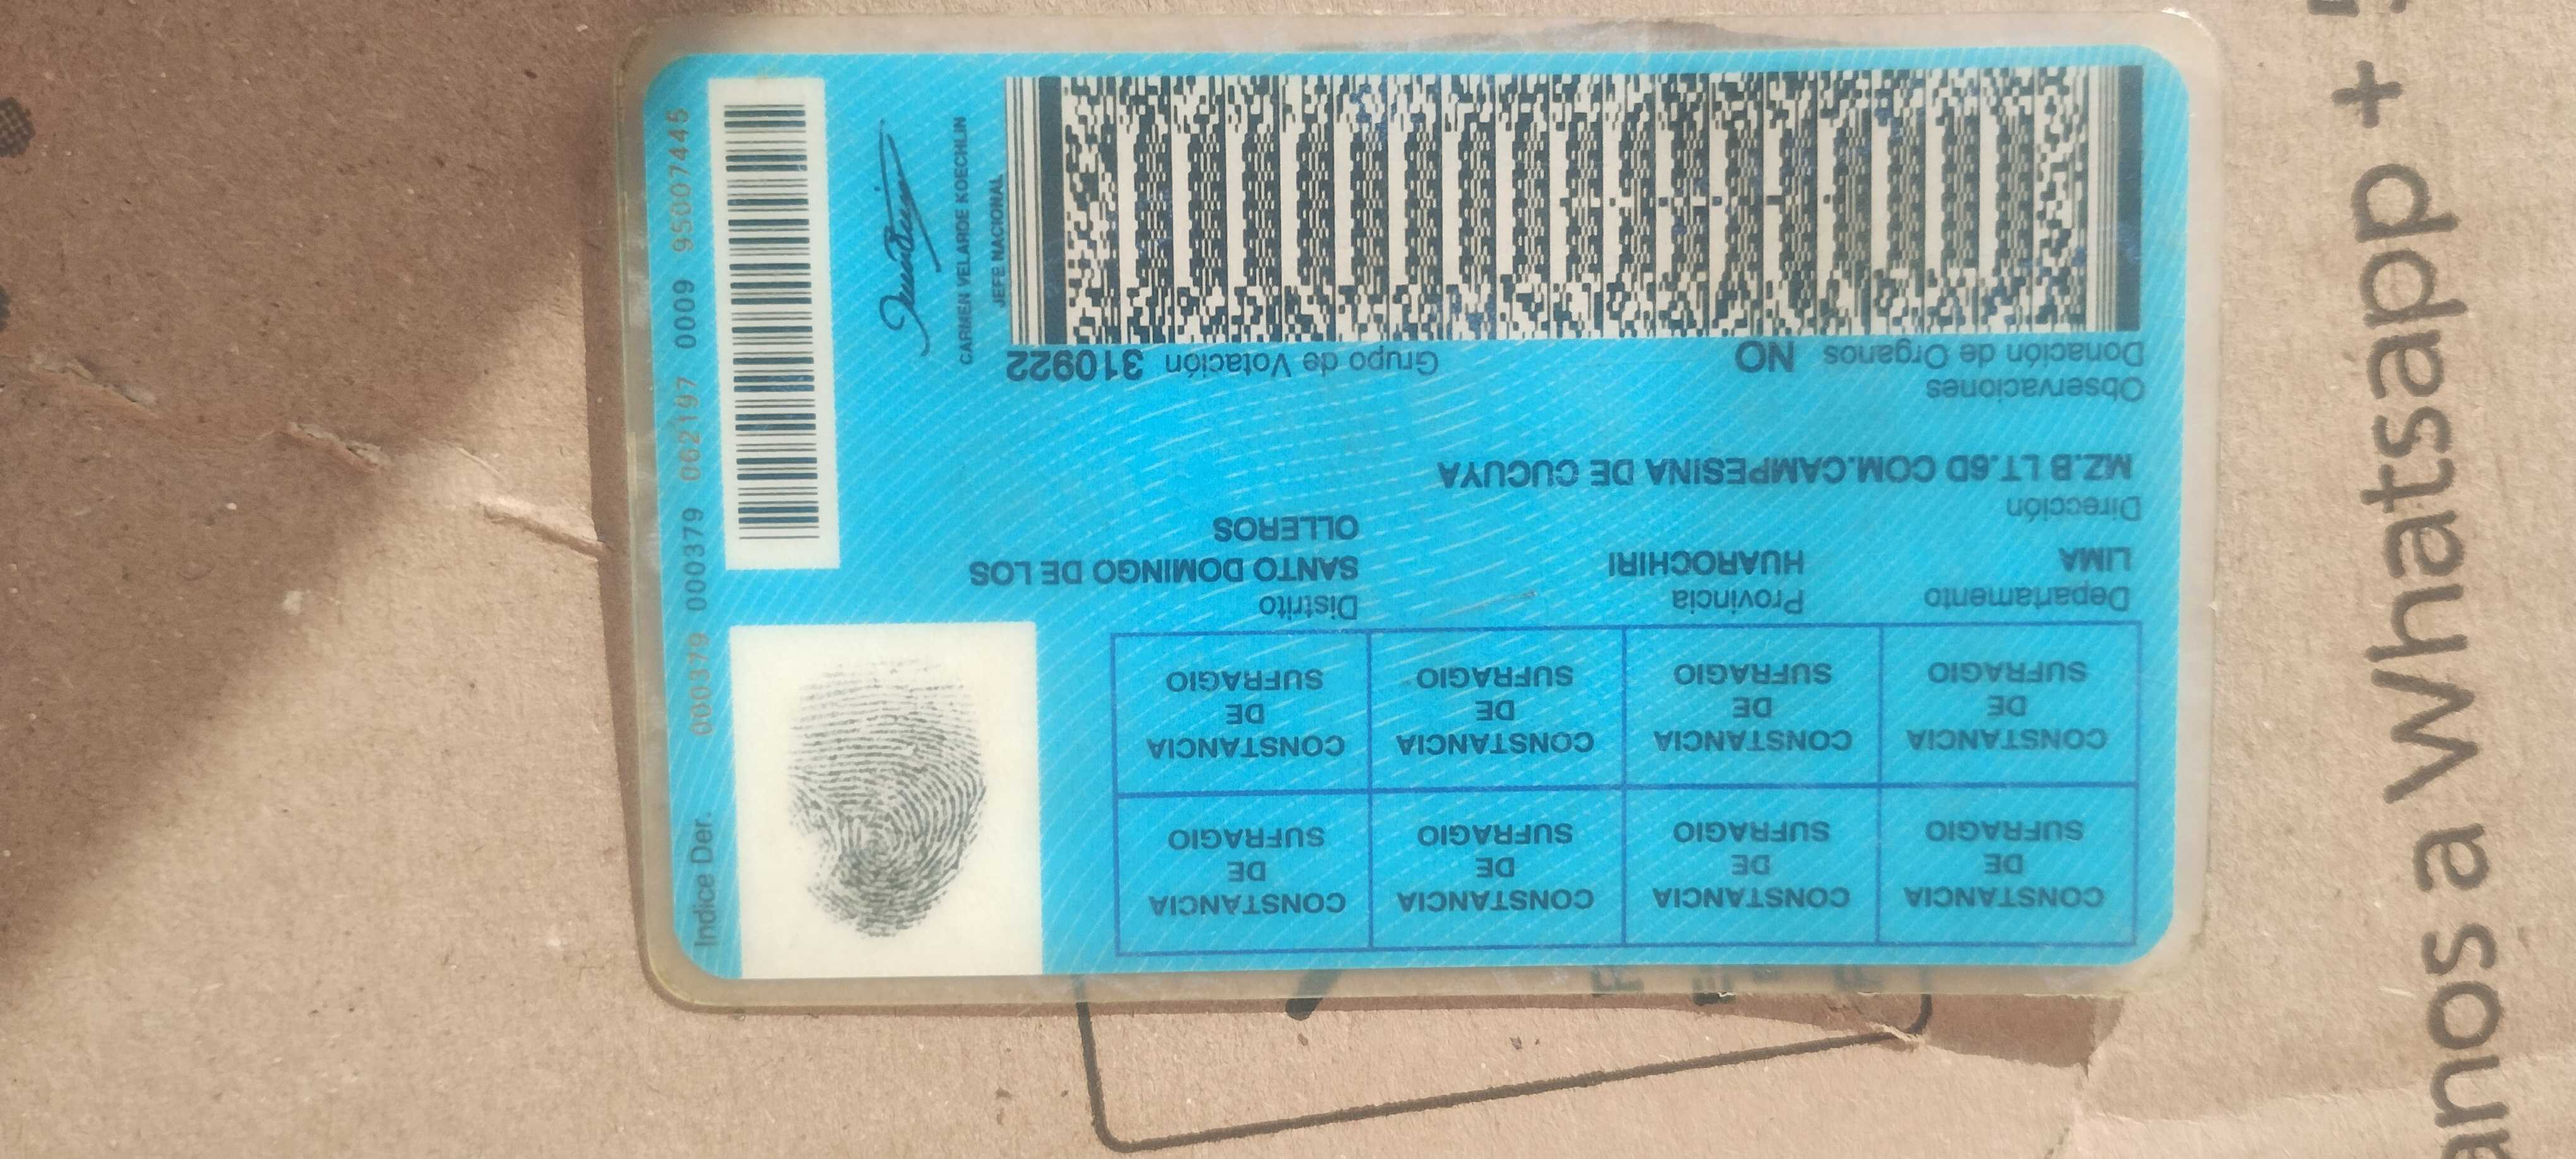 CONSTANCIA DE SUFRAGIO
CONSTANCIA DE SUFRAGIO
CONSTANCIA DE SUFRAGIO
CONSTANCIA DE SUFRAGIO
CONSTANCIA DE SUFRAGIO
CONSTANCIA DE SUFRAGIO
CONSTANCIA DE SUFRAGIO
CONSTANCIA DE SUFRAGIO
Departamento
LIMA
Provincia
HUAROCHIRI
Distrito
SANTO DOMINGO DE LOS
OLLEROS
Dirección
MZ.B LT.6D COM.CAMPESINA DE CUCUYA
Observaciones
Donación de Organos NO
Grupo de Votación 310922
Indice Der. 000379 000379 062197 0009 95007445
CARMEN VELARDE KOECHLIN
JEFE NACIONAL
anos a Whatsapp +